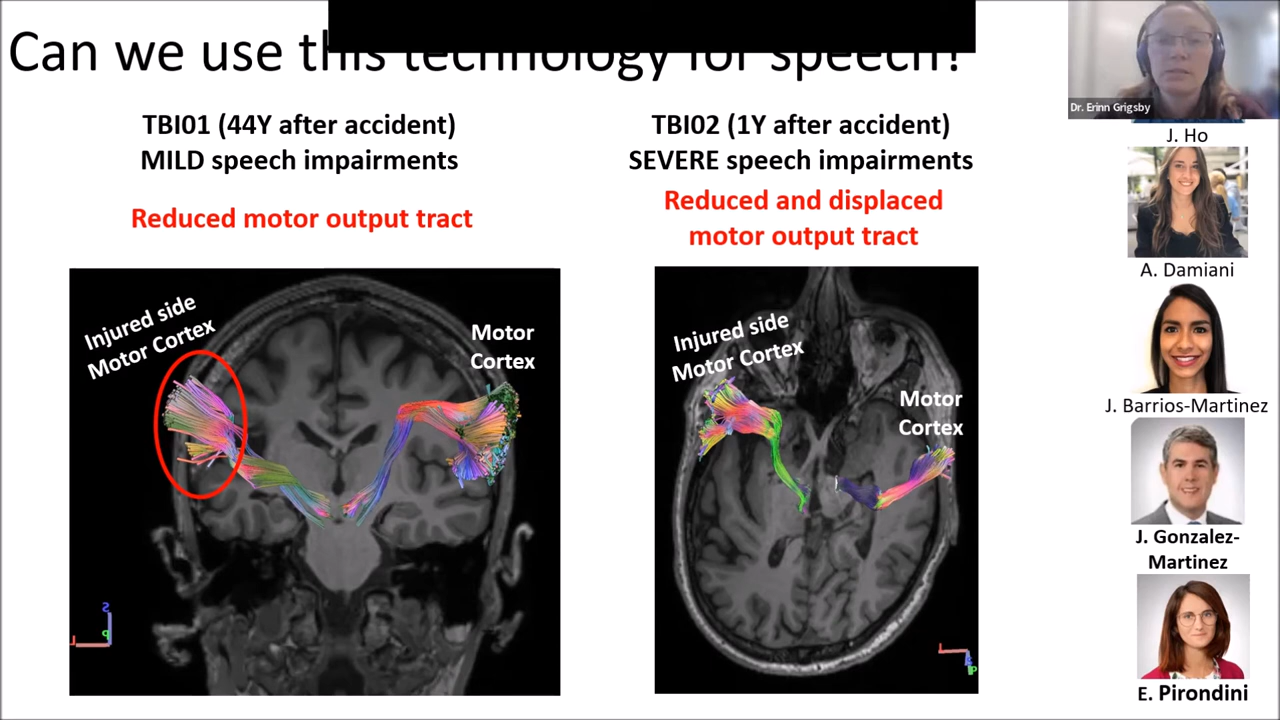 Can we use this technology for speech?
Dr. Erinn Grigsby
TBI01 (44Y after accident)
MILD speech impairments
Reduced motor output tract
TBI02 (1Y after accident)
SEVERE speech impairments
Reduced and displaced
motor output tract
Injured side
Motor Cortex
Motor
Cortex
Injured side
Motor Cortex
Motor
Cortex
J. Ho
A. Damiani
J. Barrios-Martinez
J. Gonzalez-
Martinez
E. Pirondini